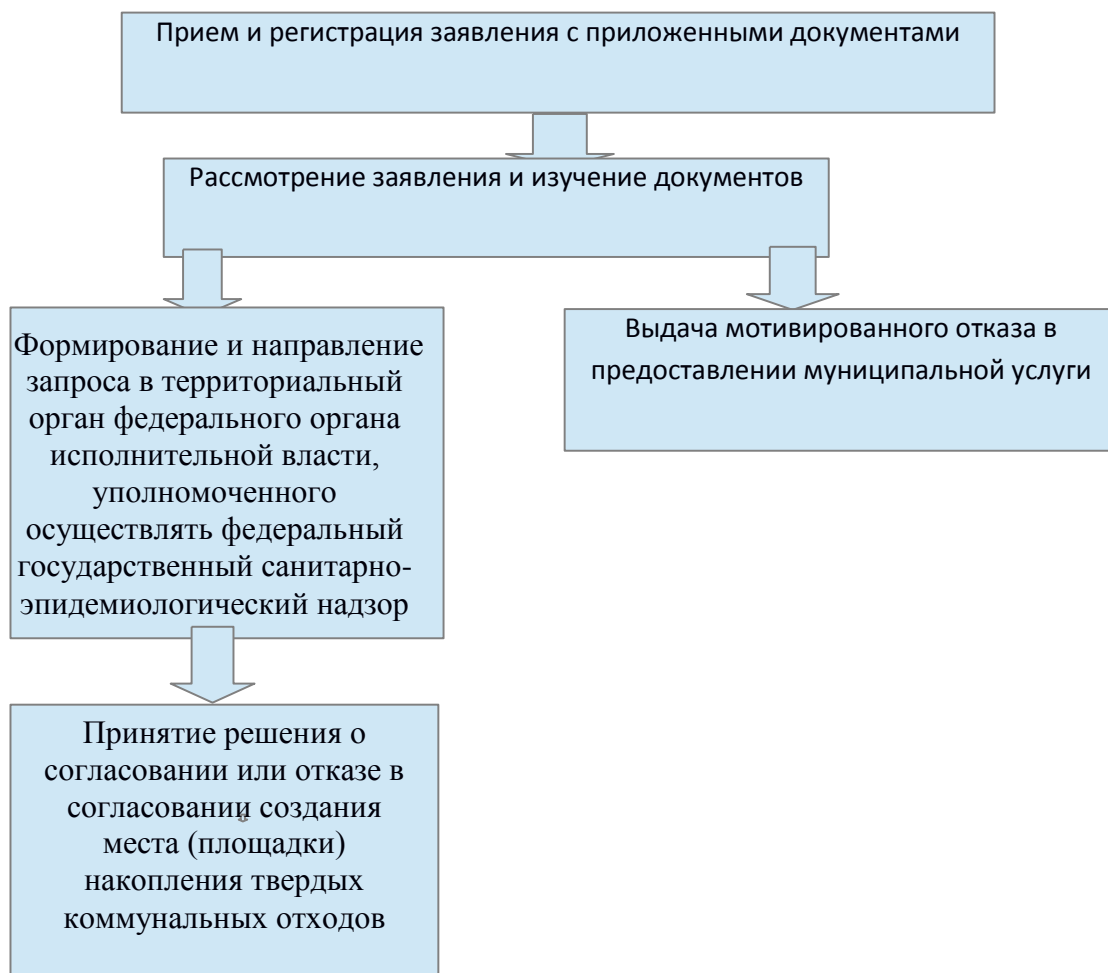 Прием и регистрация заявления с приложенными документами
Рассмотрение заявления и изучение документов
Формирование и направление
запроса в территориальный
орган федерального органа
исполнительной власти,
уполномоченного
осуществлять федеральный
государственный санитарно-
эпидемиологический надзор
Выдача мотивированного отказа в
предоставлении муниципальной услуги
Принятие решения о
согласовании или отказе в
согласовании создания
места (площадки)
накопления твердых
коммунальных отходов